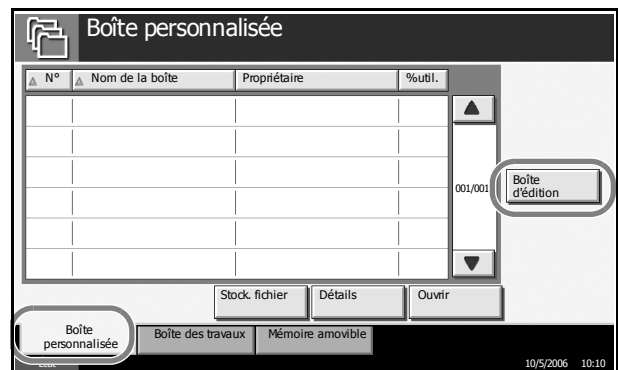 Boîte personnalisée
N° Nom de la boîte Propriétaire %util.
001/001
Boîte
d'édition
Stock. fichier Détails Ouvrir
Boîte
personnalisée
Boîte des travaux Mémoire amovible
État 10/5/2006 10:10